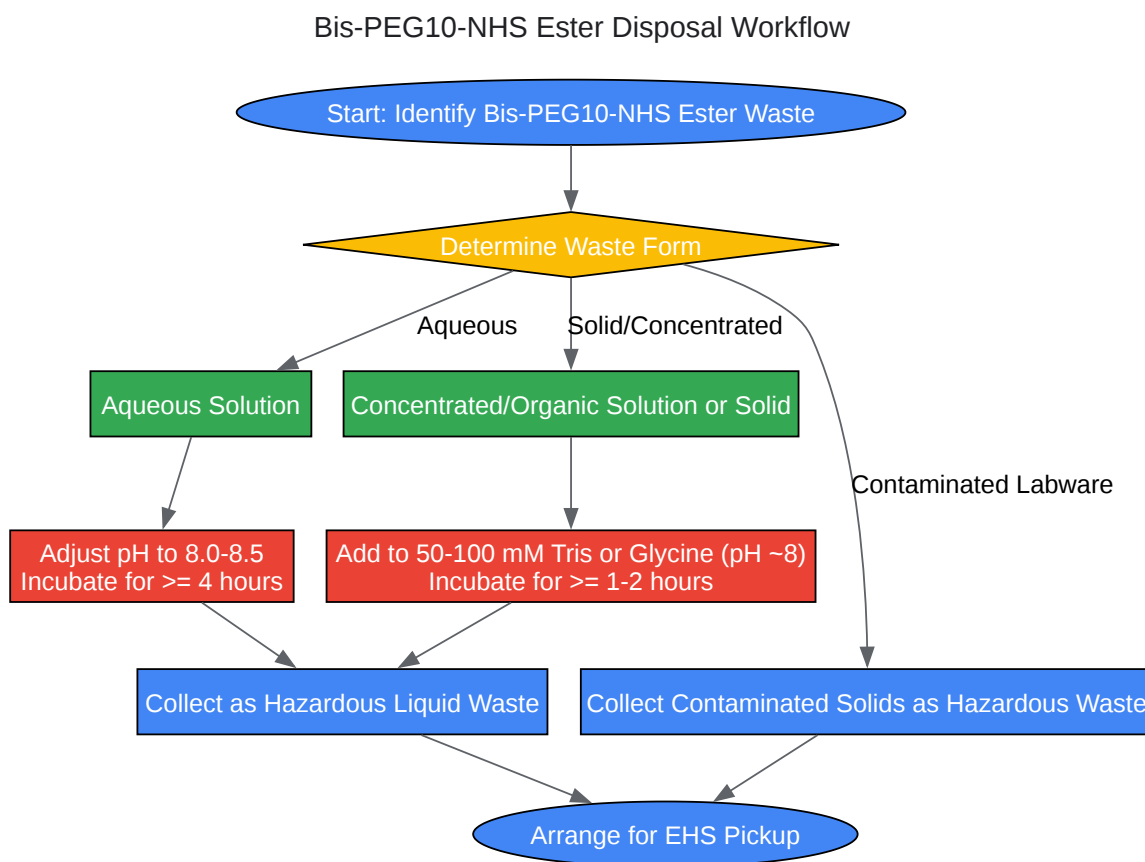 Bis-PEG10-NHS Ester Disposal Workflow
Start: Identify Bis-PEG10-NHS Ester Waste
Determine Waste Form
Aqueous
Solid/Concentrated
Aqueous Solution
Concentrated/Organic Solution or Solid
Contaminated Labware
Adjust pH to 8.0-8.5
Incubate for >= 4 hours
Add to 50-100 mM Tris or Glycine (pH ~8)
Incubate for >= 1-2 hours
Collect as Hazardous Liquid Waste
Collect Contaminated Solids as Hazardous Waste
Arrange for EHS Pickup